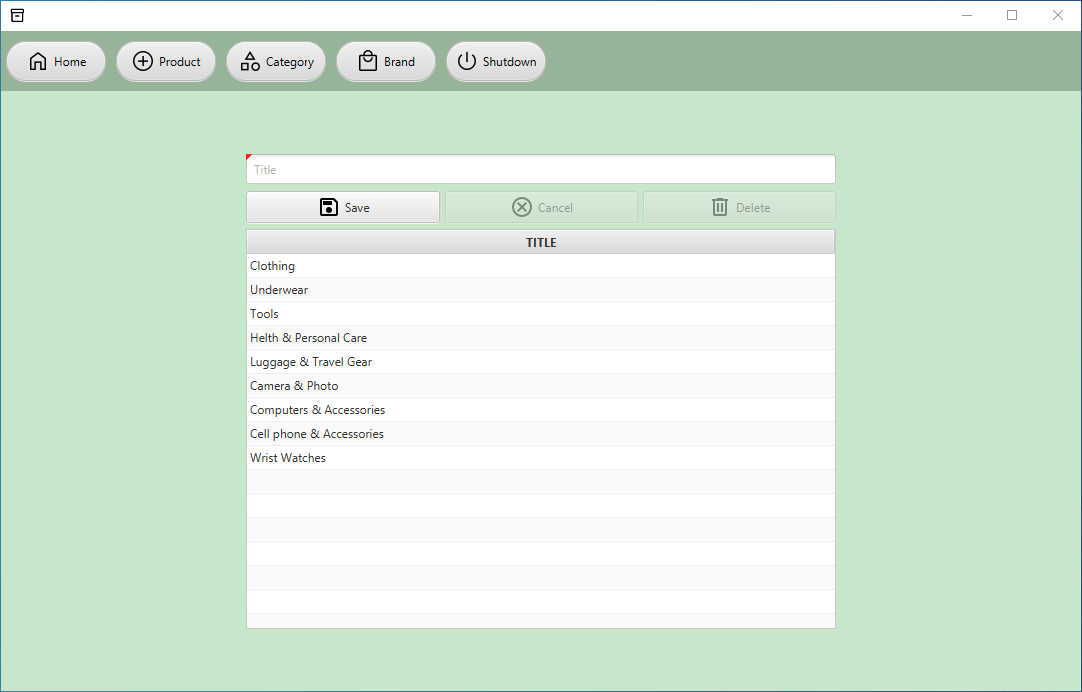 Home
Product
Category
Brand
Shutdown
Title
Save
Cancel
Delete
TITLE
Clothing
Underwear
Tools
Helth & Personal Care
Luggage & Travel Gear
Camera & Photo
Computers & Accessories
Cell phone & Accessories
Wrist Watches